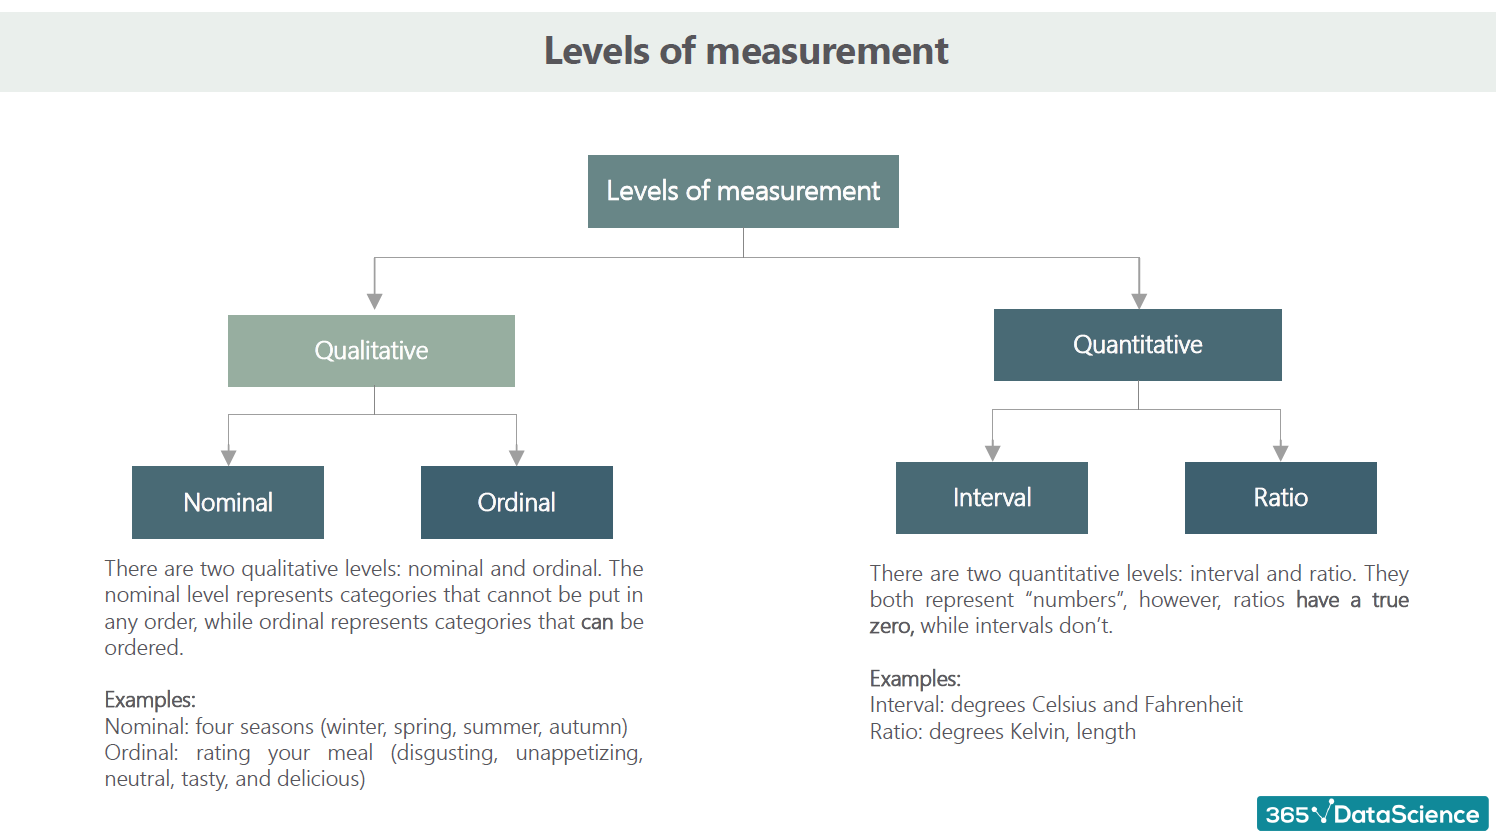 Levels of measurement
Levels of measurement
Qualitative
Quantitative
Nominal
Ordinal
Interval
Ratio
There are two qualitative levels: nominal and ordinal. The
nominal level represents categories that cannot be put in
any order, while ordinal represents categories that can be
ordered.
Examples:
Nominal: four seasons (winter, spring, summer, autumn)
Ordinal: rating your meal (disgusting, unappetizing,
neutral, tasty, and delicious)
There are two quantitative levels: interval and ratio. They
both represent “numbers”, however, ratios have a true
zero, while intervals don’t.
Examples:
Interval: degrees Celsius and Fahrenheit
Ratio: degrees Kelvin, length
365 DataScience